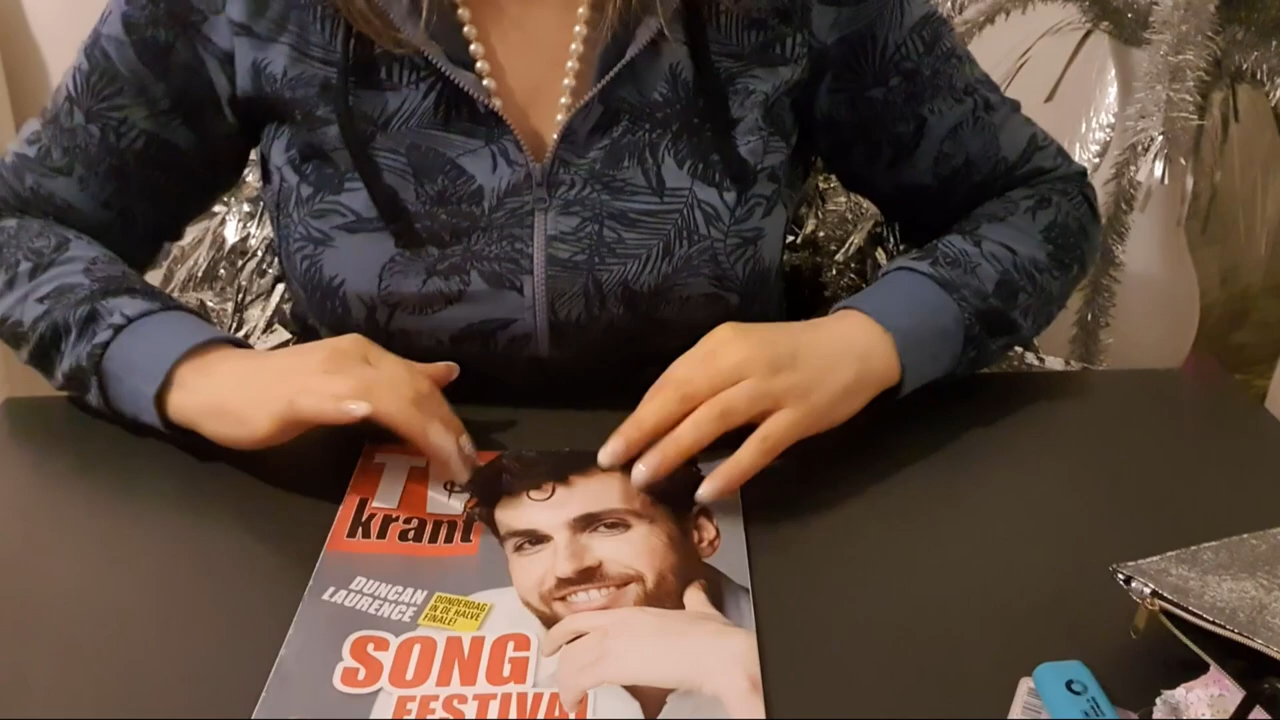 TV
krant
DUNCAN
LAURENCE
DONDERDAG
IN DE HALVE
FINALE!
SONG
FESTIVAL